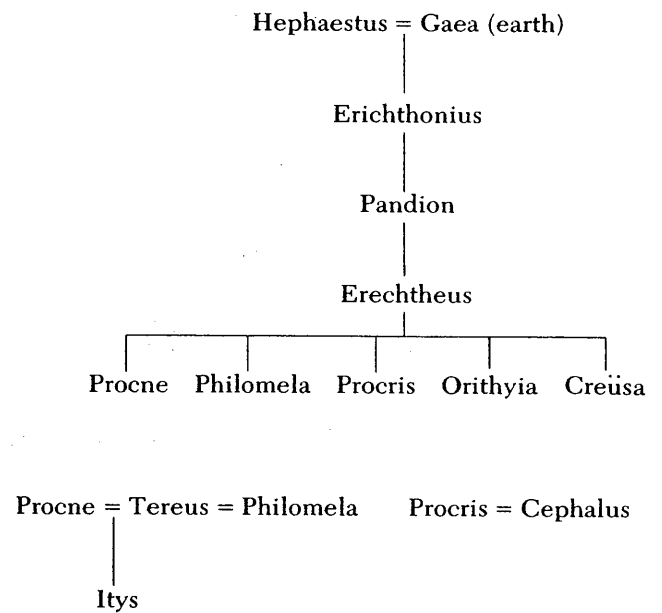 Hephaestus = Gaea (earth)
Erichthonius
Pandion
Erechtheus
Procne Philomela Procris Orithyia Creüsa
Procne = Tereus = Philomela Procris = Cephalus
Itys